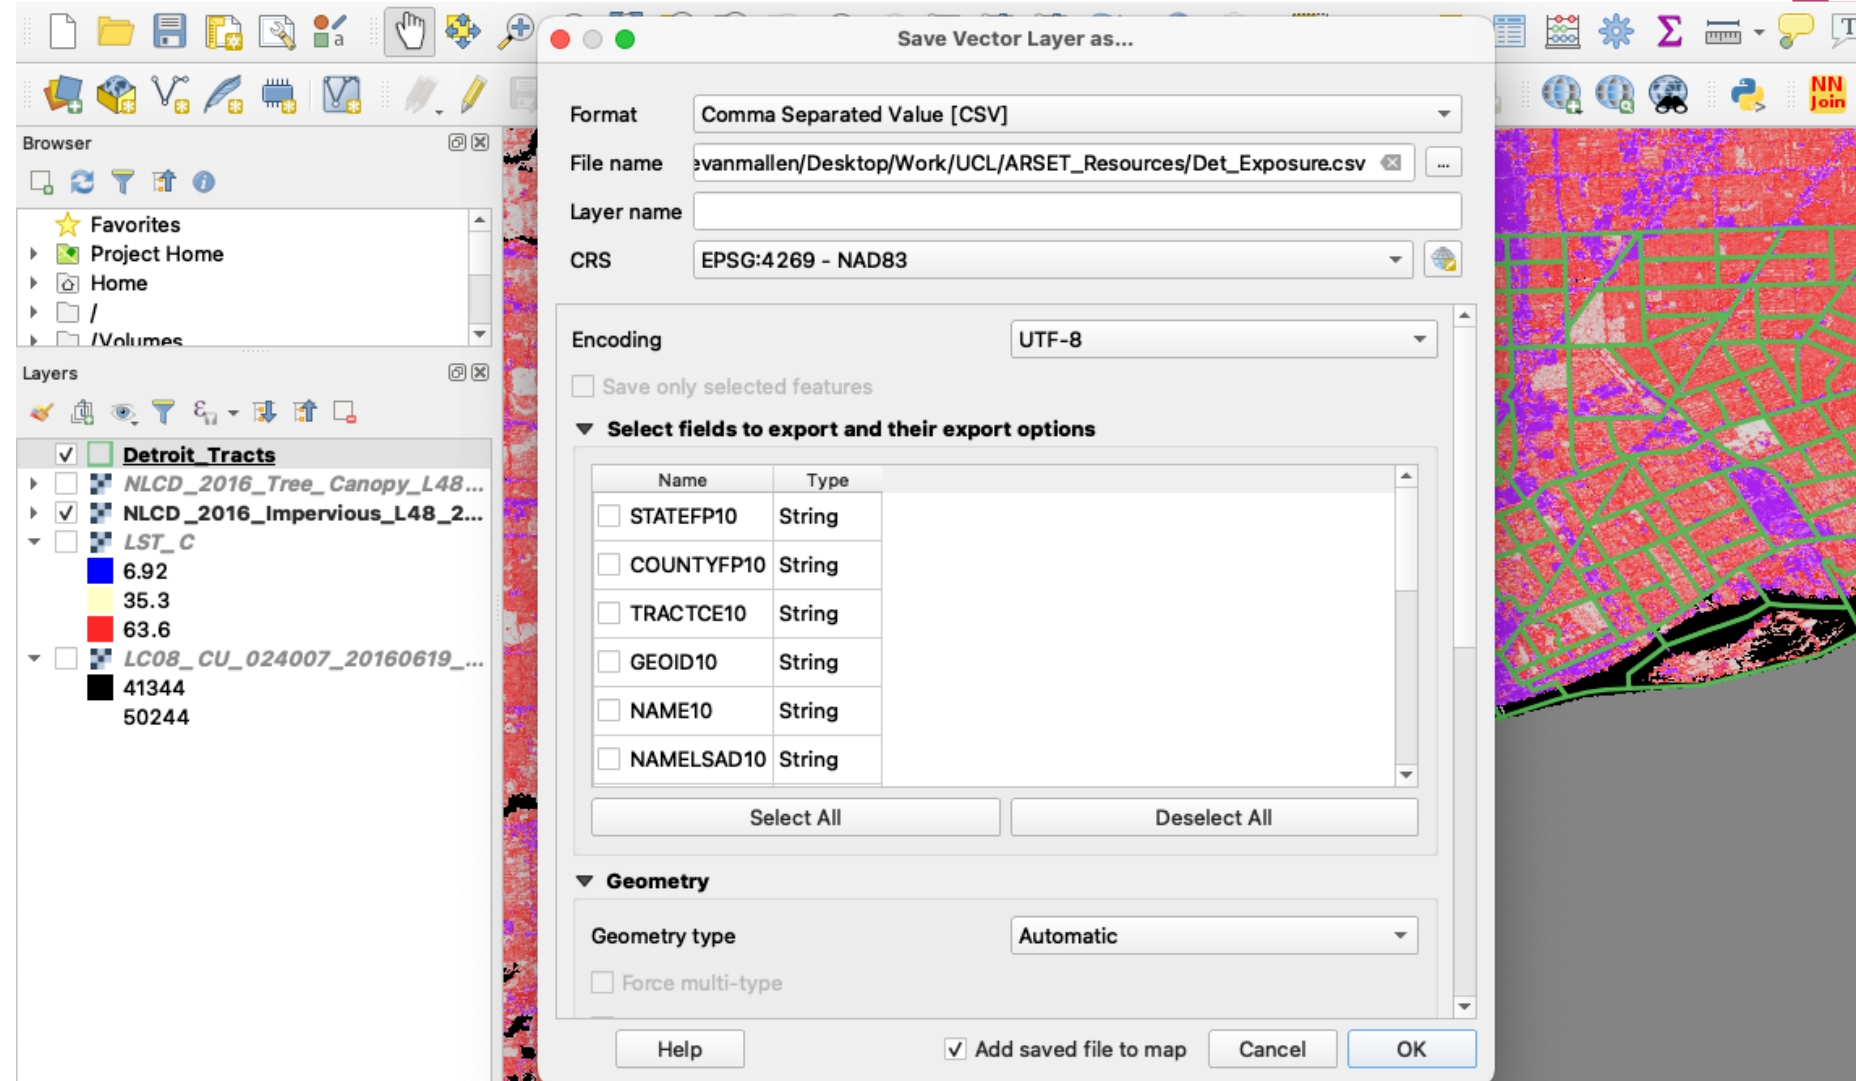 Save Vector Layer as...
a
T
NN
Join
Format
Comma Separated Value [CSV]
File name
evanmallen/Desktop/Work/UCL/ARSET_Resources/Det_Exposure.csv
...
Layer name
CRS
EPSG:4269 - NAD83
Browser
Favorites
Project Home
Home
/
/Volumes
Layers
Detroit_Tracts
NLCD_2016_Tree_Canopy_L48...
NLCD_2016_Impervious_L48_2...
LST_C
6.92
35.3
63.6
LC08_CU_024007_20160619_...
41344
50244
Encoding
UTF-8
Save only selected features
Select fields to export and their export options
Name Type
STATEFP10 String
COUNTYFP10 String
TRACTCE10 String
GEOID10 String
NAME10 String
NAMELSAD10 String
Select All
Deselect All
Geometry
Geometry type
Automatic
Force multi-type
Help
Add saved file to map
Cancel
OK